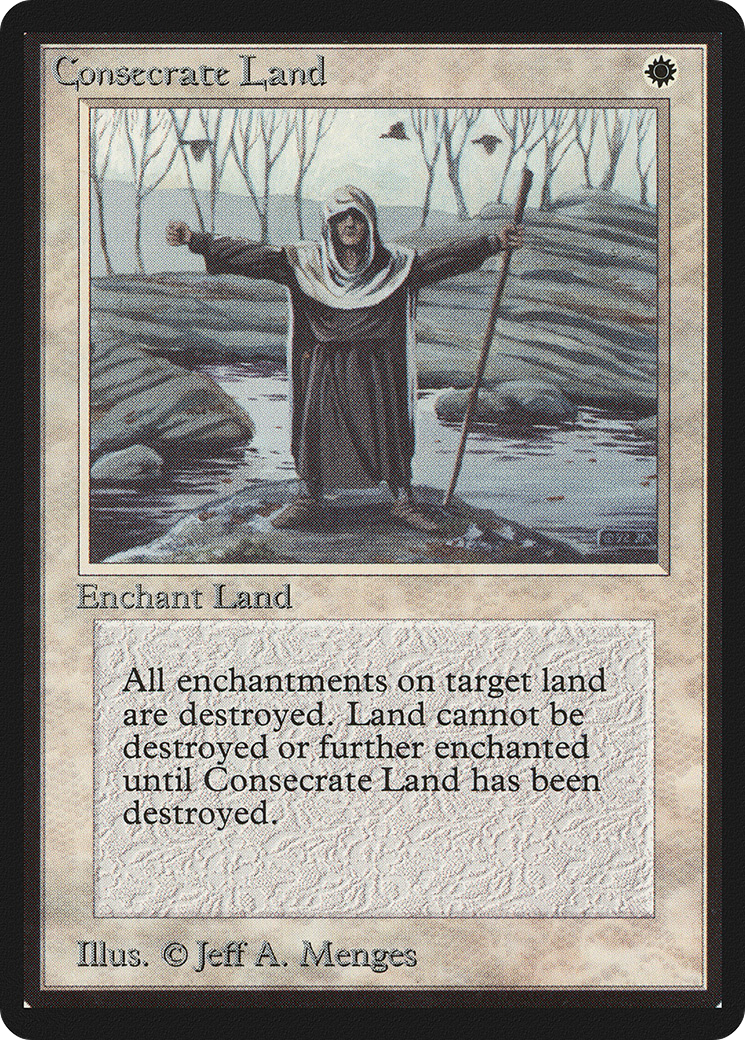 Consecrate Land
Enchant Land
All enchantments on target land
are destroyed. Land cannot be
destroyed or further enchanted
until Consecrate Land has been
destroyed.
Illus. © Jeff A. Menges